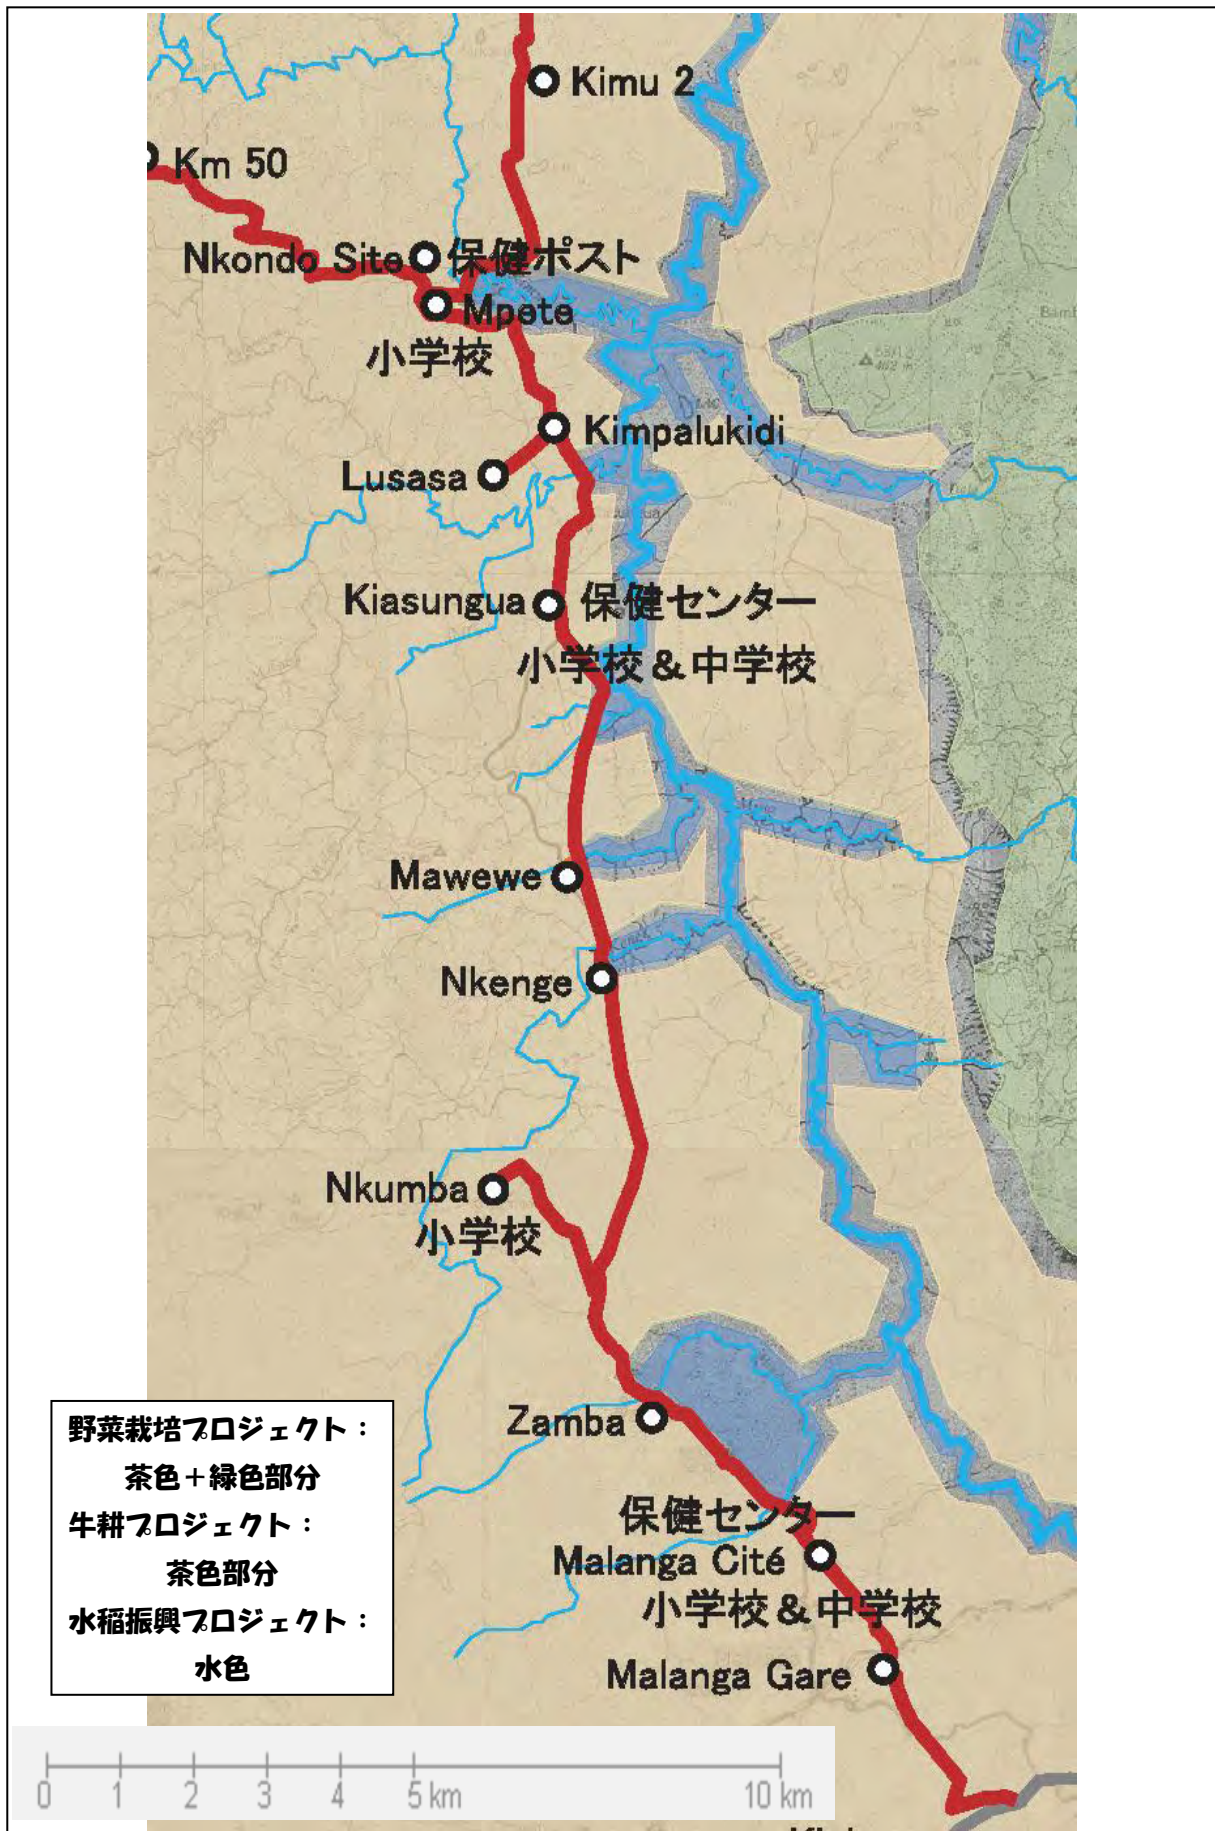 Kimu 2
Km 50
Nkondo Site 保健ポスト
Mpete
小学校
Kimpalukidi
Lusasa
Kiasungua 保健センター
小学校＆中学校
Mawewe
Nkenge
Nkumba
小学校
Zamba
保健センター
Malanga Cité
小学校＆中学校
Malanga Gare
野菜栽培プロジェクト：
茶色＋緑色部分
牛耕プロジェクト：
茶色部分
水稲振興プロジェクト：
水色
0 1 2 3 4 5 km 10 km